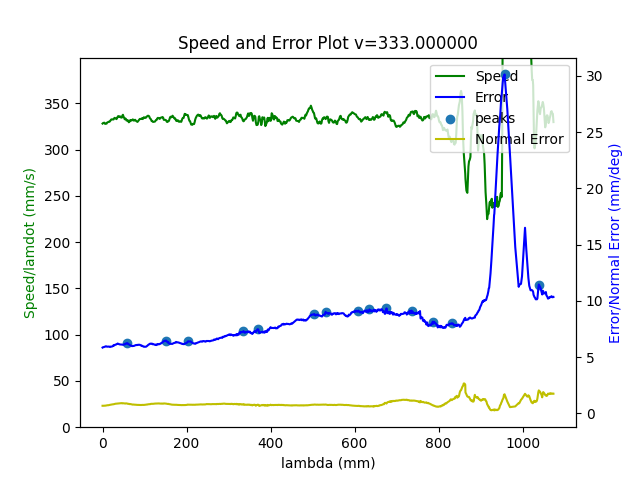 Speed and Error Plot v=333.000000
Speed/lamdot (mm/s)
350
300
250
200
150
100
50
0
Speed
Error
peaks
Normal Error
30
25
20
15
10
5
0
Error/Normal Error (mm/deg)
0 200 400 600 800 1000
lambda (mm)